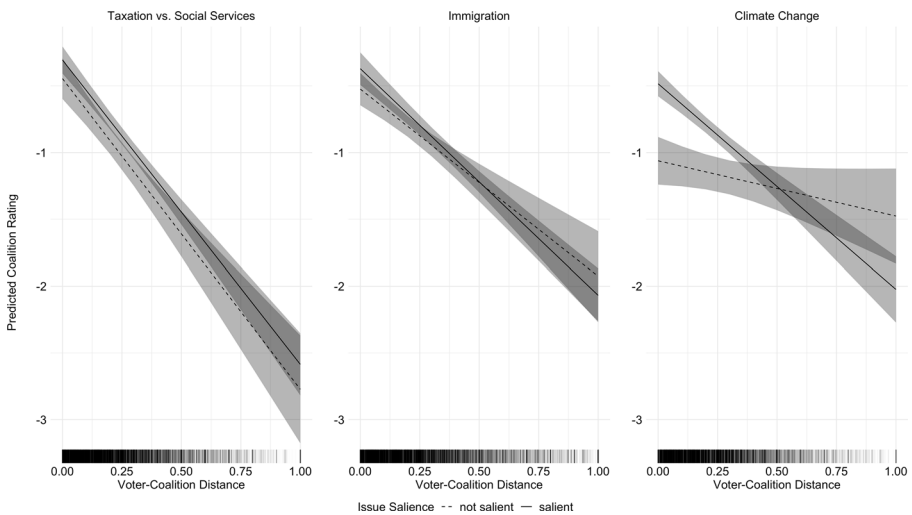 Taxation vs. Social Services
Immigration
Climate Change
Predicted Coalition Rating
-1
-2
-3
-1
-2
-3
-1
-2
-3
0.00 0.25 0.50 0.75 1.00
0.00 0.25 0.50 0.75 1.00
0.00 0.25 0.50 0.75 1.00
Voter-Coalition Distance
Voter-Coalition Distance
Voter-Coalition Distance
Issue Salience not salient salient